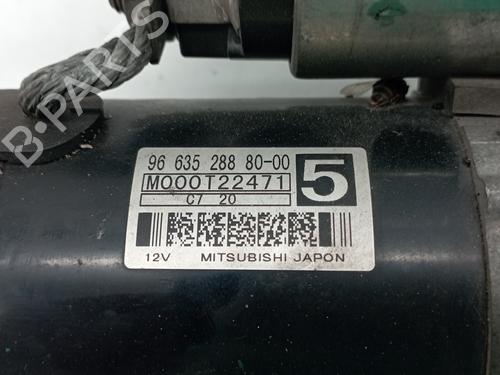 B-PARTS
96 635 288 80-00
M000T22471
5
C7 20
12V MITSUBISHI JAPON